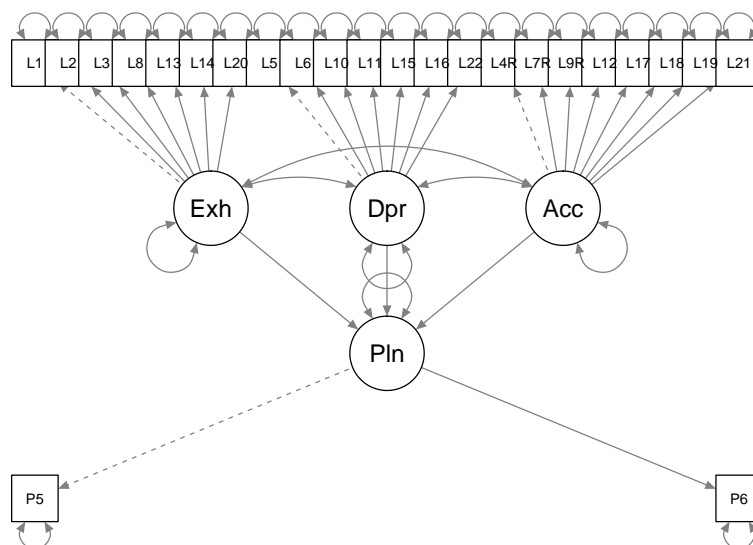 L1 L2 L3 L8 L13 L14 L20 L5 L6 L10 L11 L15 L16 L22 L4R L7R L9R L12 L17 L18 L19 L21
Exh Dpr Acc
Pln
P5 P6